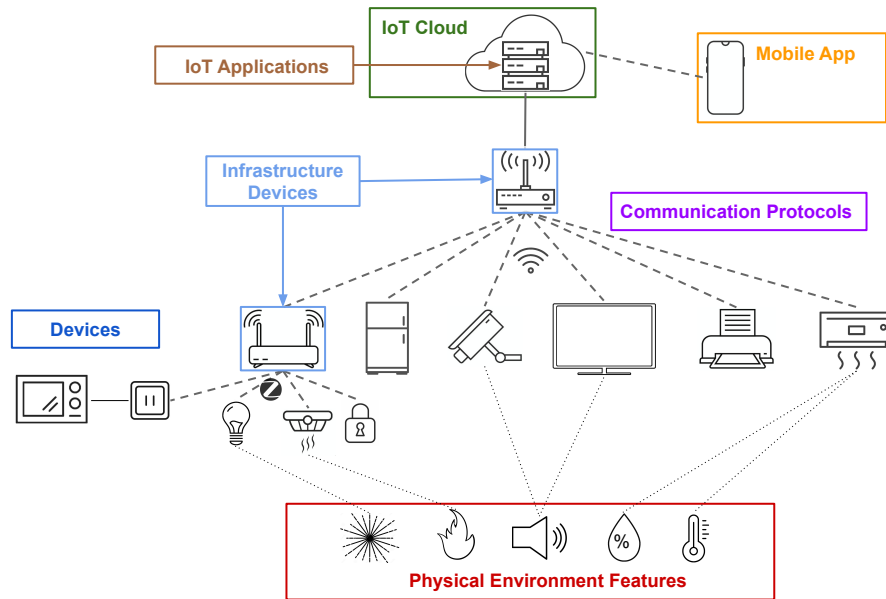 IoT Cloud
IoT Applications
Mobile App
Infrastructure
Devices
Communication Protocols
Devices
%
Physical Environment Features